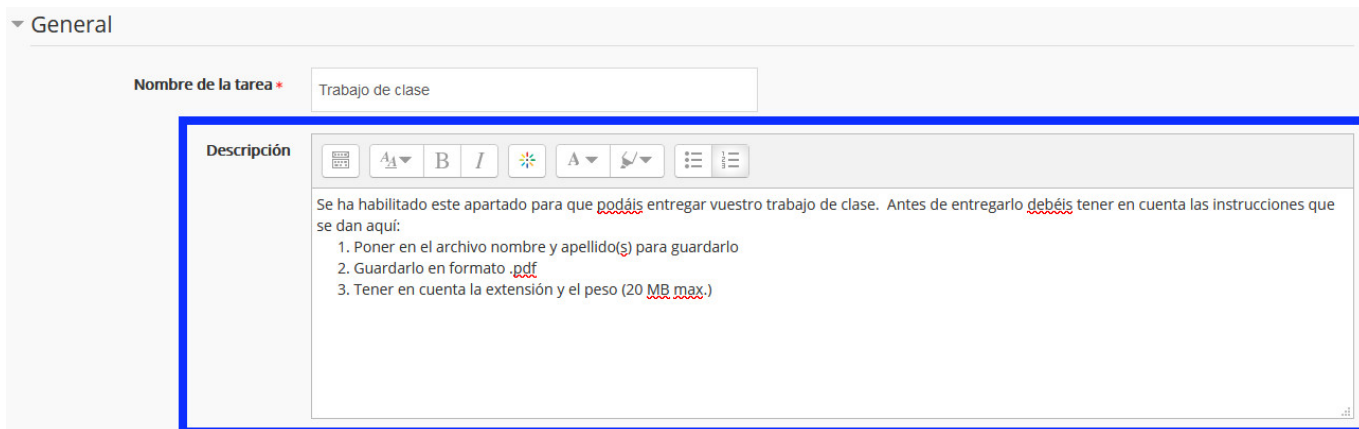 General
Nombre de la tarea *
Trabajo de clase
Descripción
Se ha habilitado este apartado para que podáis entregar vuestro trabajo de clase.  Antes de entregarlo debéis tener en cuenta las instrucciones que
se dan aquí:
1. Poner en el archivo nombre y apellido(s) para guardarlo
2. Guardarlo en formato .pdf
3. Tener en cuenta la extensión y el peso (20 MB max.)